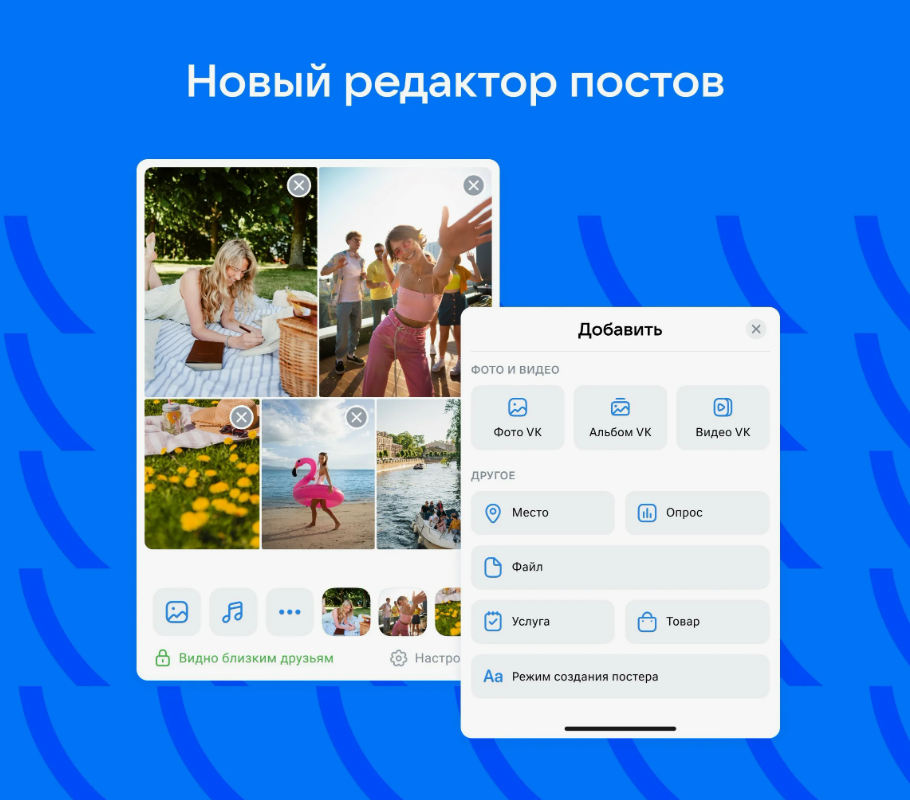 Новый редактор постов
Видно близким друзьям
Настро
Добавить
ФОТО И ВИДЕО
Фото VK
Альбом VK
Видео VK
ДРУГОЕ
Место
Опрос
Файл
Услуга
Товар
Аа Режим создания постера